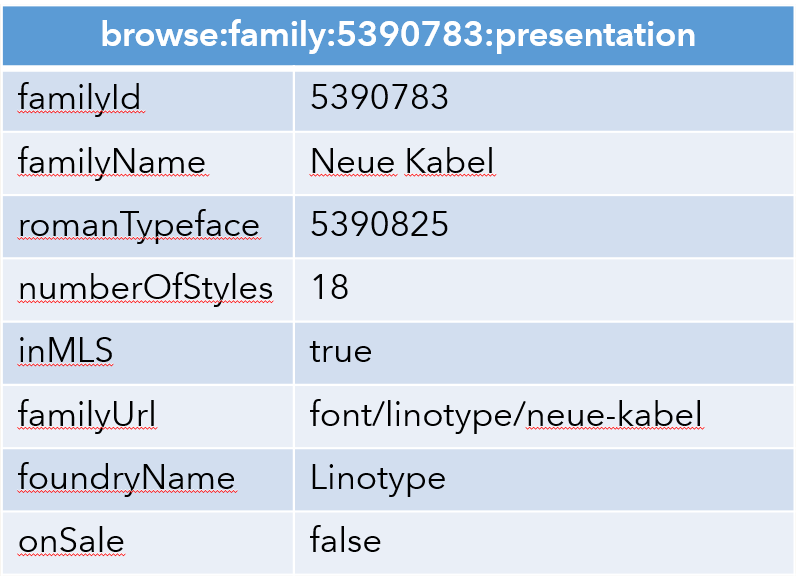 browse:family:5390783:presentation
familyId 5390783
familyName Neue Kabel
romanTypeface 5390825
numberOfStyles 18
inMLS true
familyUrl font/linotype/neue-kabel
foundryName Linotype
onSale false